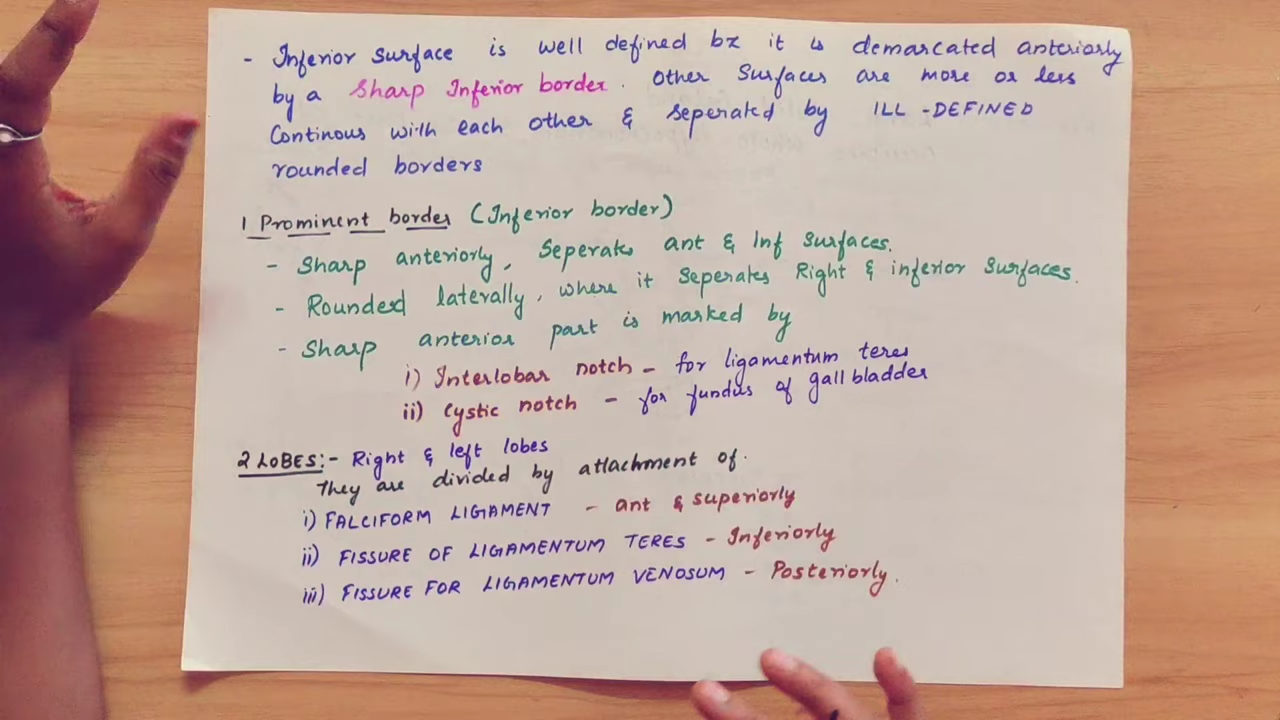 - Inferior surface is well defined bz it is demarcated anteriorly
by a Sharp Inferior border. Other Surfaces are more or less
Continous with each other & seperated by ILL-DEFINED
rounded borders
1 Prominent border (Inferior border)
- Sharp anteriorly, Seperates ant & Inf surfaces.
- Rounded laterally, where it seperates Right & inferior surfaces.
- Sharp anterior part is marked by
i) Interlobar notch - for ligamentum teres
ii) Cystic notch - for fundus of gall bladder
2 LOBES:- Right & left lobes
They are divided by attachment of.
i) FALCIFORM LIGAMENT - ant & superiorly
ii) FISSURE OF LIGAMENTUM TERES - Inferiorly
iii) FISSURE FOR LIGAMENTUM VENOSUM - Posteriorly.